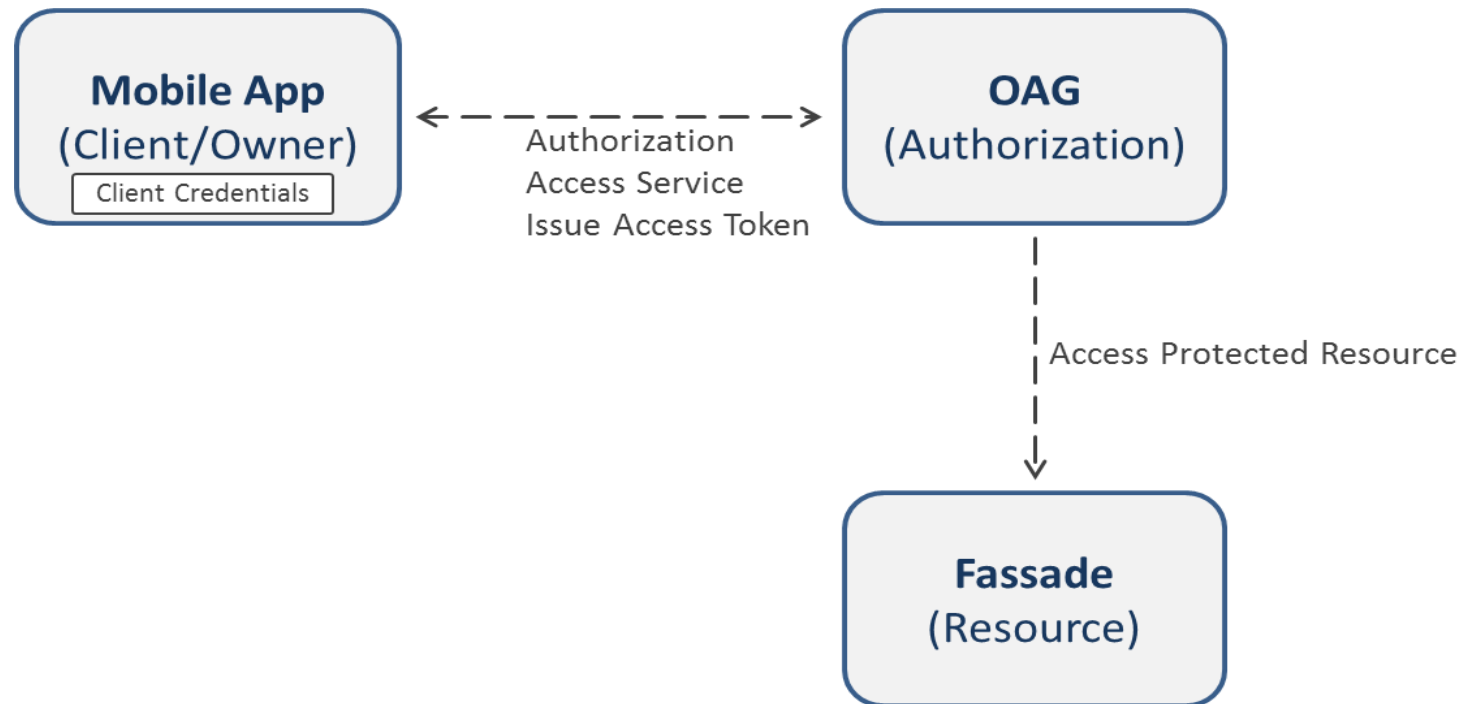 Mobile App
(Client/Owner)
Client Credentials
Authorization
Access Service
Issue Access Token
OAG
(Authorization)
Access Protected Resource
Fassade
(Resource)